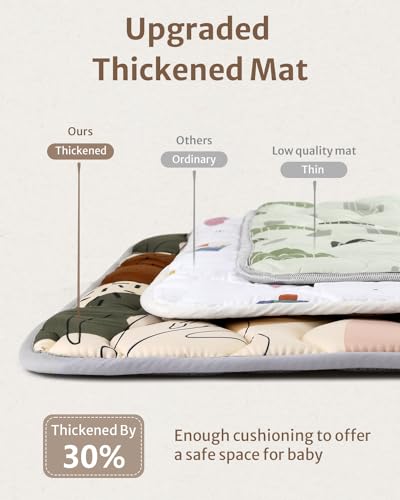 Upgraded
Thickened Mat
Ours
Thickened
Others
Ordinary
Low quality mat
Thin
Thickened By
30%
Enough cushioning to offer
a safe space for baby